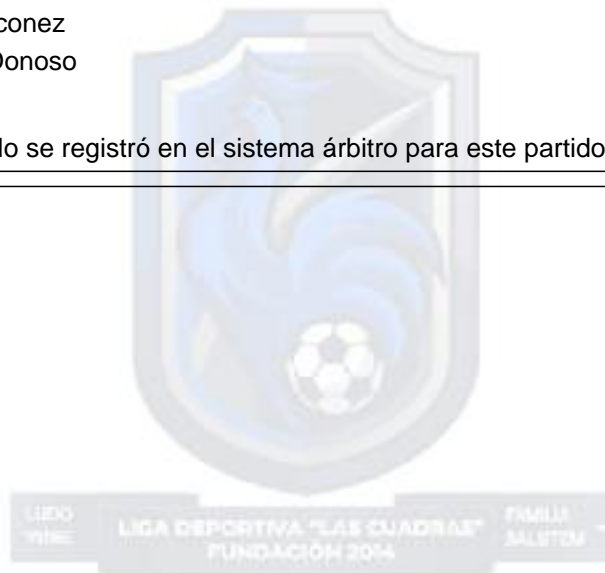 conez
Donoso
lo se registró en el sistema árbitro para este partido
LUDO
FAMILIA
LIGA DEPORTIVA "LAS CUADRAS"
SALUTEM
FUNDACIÓN 2014